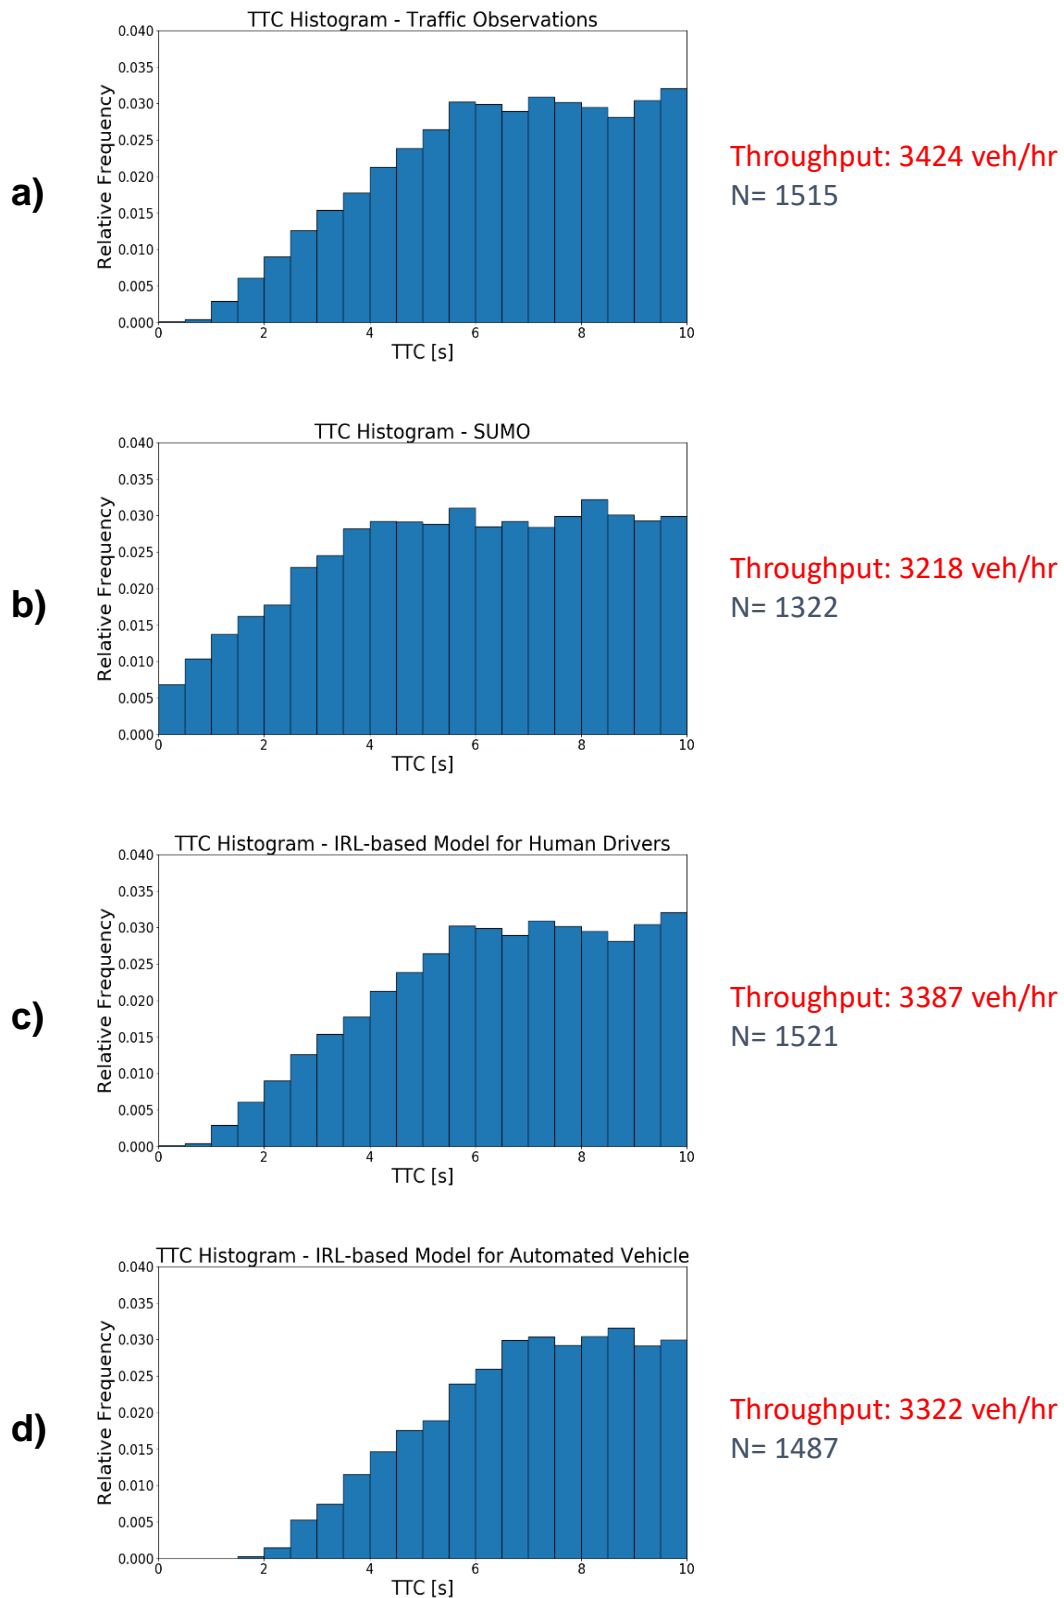 TTC Histogram - Traffic Observations
0.040
0.035
0.030
0.025
0.020
0.015
0.010
0.005
0.000
Relative Frequency
0 2 4 6 8 10
TTC [s]
a)
Throughput: 3424 veh/hr
N= 1515
TTC Histogram - SUMO
0.040
0.035
0.030
0.025
0.020
0.015
0.010
0.005
0.000
Relative Frequency
0 2 4 6 8 10
TTC [s]
b)
Throughput: 3218 veh/hr
N= 1322
TTC Histogram - IRL-based Model for Human Drivers
0.040
0.035
0.030
0.025
0.020
0.015
0.010
0.005
0.000
Relative Frequency
0 2 4 6 8 10
TTC [s]
c)
Throughput: 3387 veh/hr
N= 1521
TTC Histogram - IRL-based Model for Automated Vehicle
0.040
0.035
0.030
0.025
0.020
0.015
0.010
0.005
0.000
Relative Frequency
0 2 4 6 8 10
TTC [s]
d)
Throughput: 3322 veh/hr
N= 1487